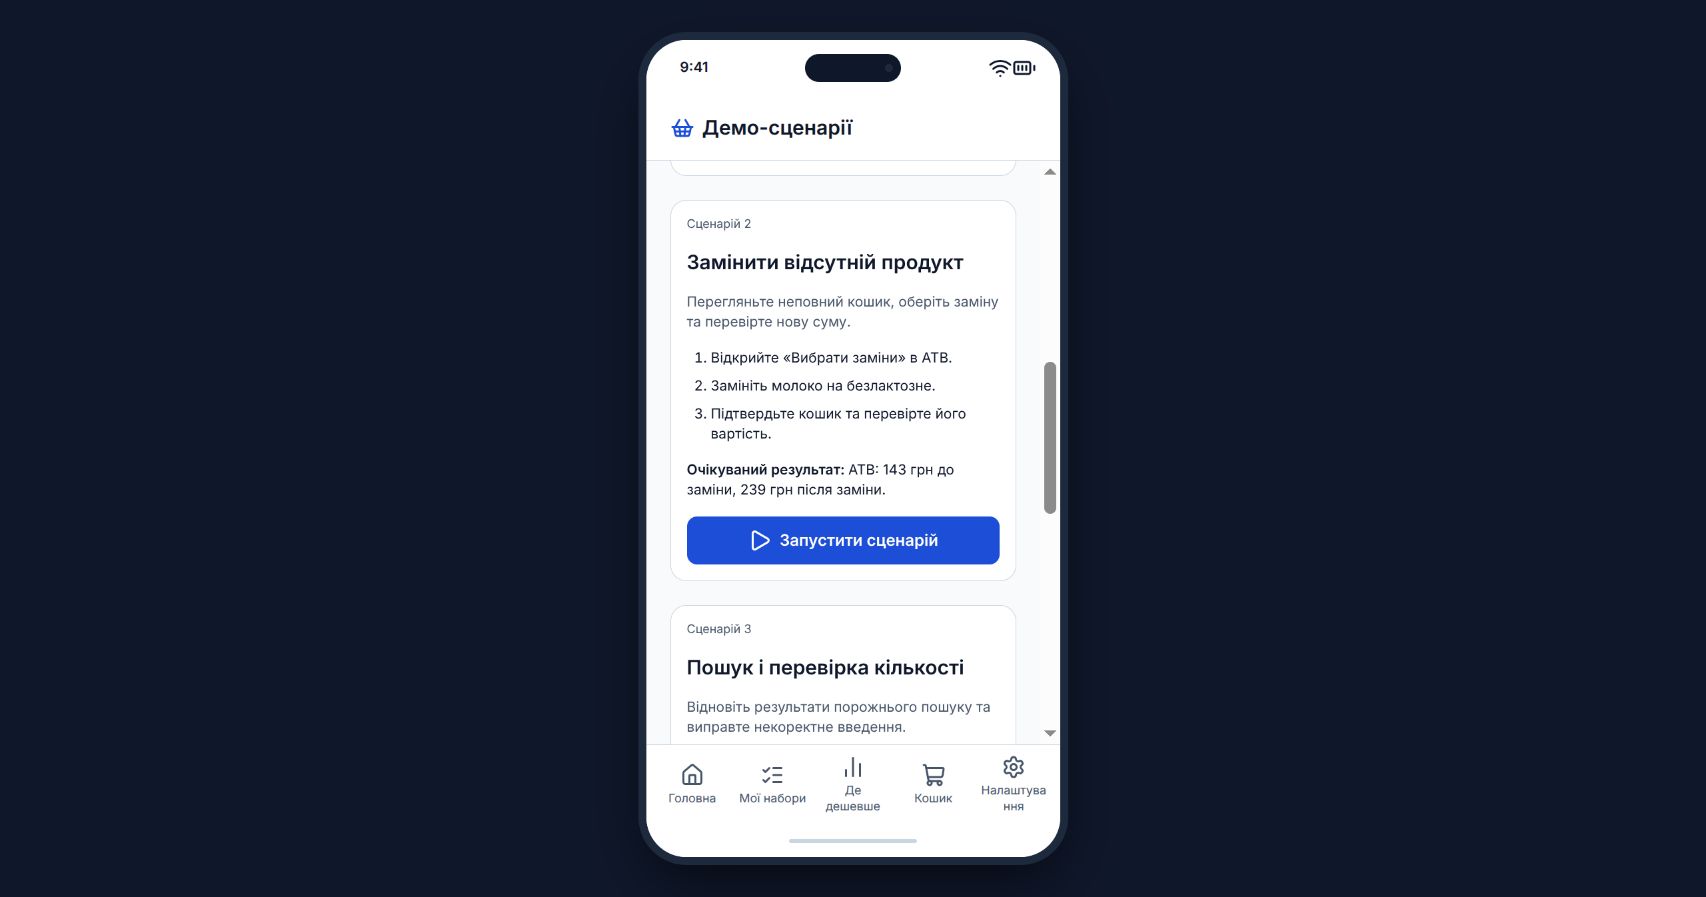 9:41
Демо-сценарії
Сценарій 2
Замінити відсутній продукт
Перегляньте неповний кошик, оберіть заміну
та перевірте нову суму.
1. Відкрийте «Вибрати заміни» в АТВ.
2. Замініть молоко на безлактозне.
3. Підтвердьте кошик та перевірте його
вартість.
Очікуваний результат: АТВ: 143 грн до
заміни, 239 грн після заміни.
Запустити сценарій
Сценарій 3
Пошук і перевірка кількості
Відновіть результати порожнього пошуку та
виправте некоректне введення.
Головна
Мої набори
Де
дешевше
Кошик
Налаштува
ння